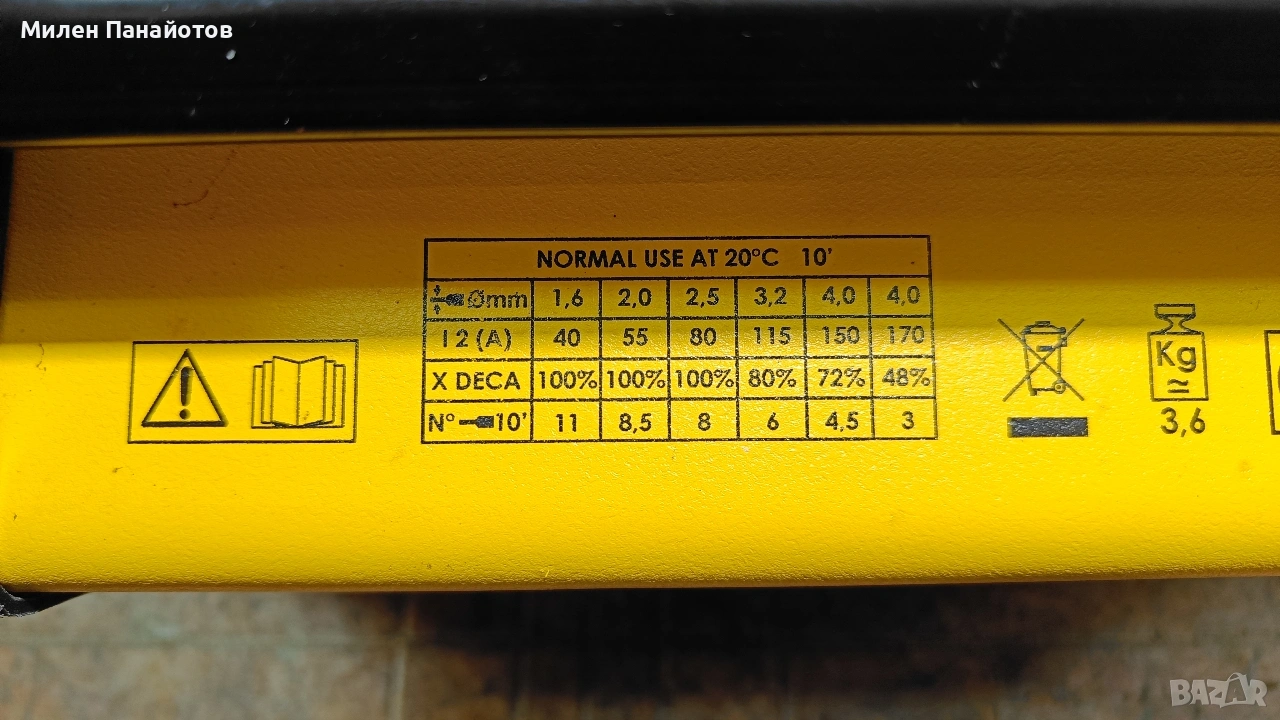 Милен Панайотов
NORMAL USE AT 20°C 10'
Ømm 1,6 2,0 2,5 3,2 4,0 4,0
I 2 (A) 40 55 80 115 150 170
X DECA 100% 100% 100% 80% 72% 48%
N° 10' 11 8,5 8 6 4,5 3
Kg
≃
3,6
BAZAR